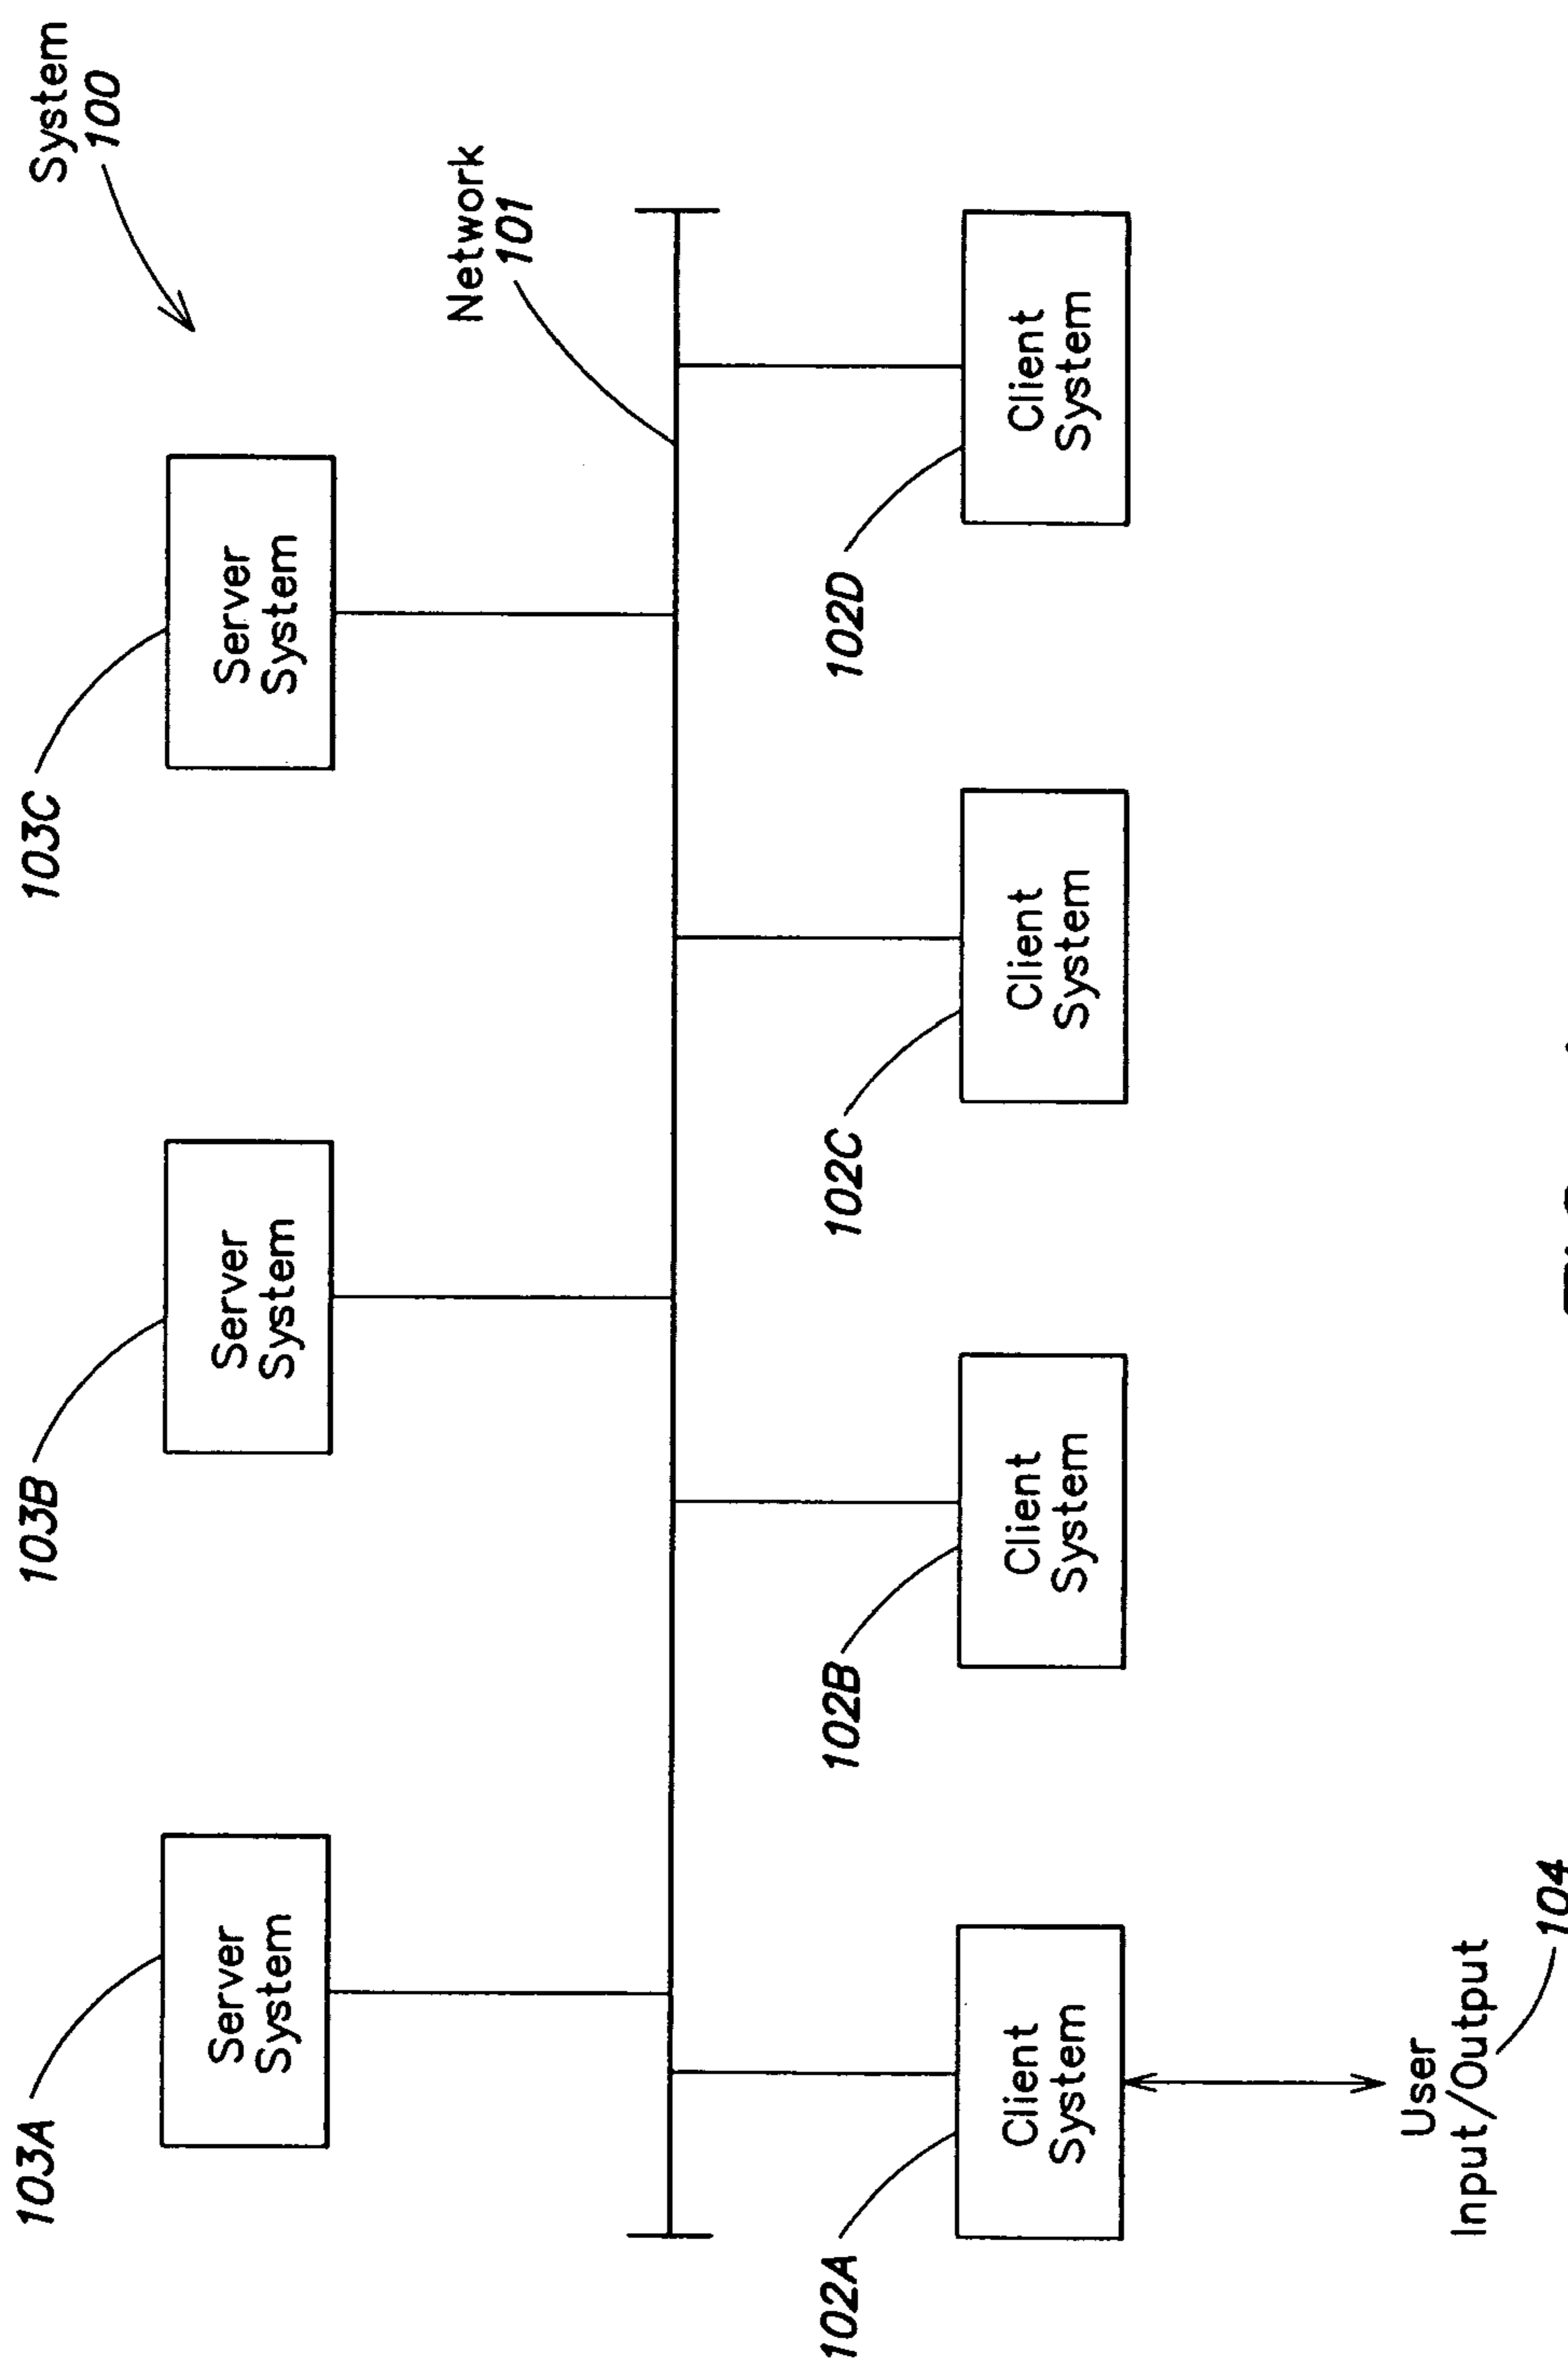 System
100
103A
103B
103C
Server
System
Server
System
Server
System
Network
101
102A
102B
102C
102D
Client
System
Client
System
Client
System
Client
System
User
Input/Output
104